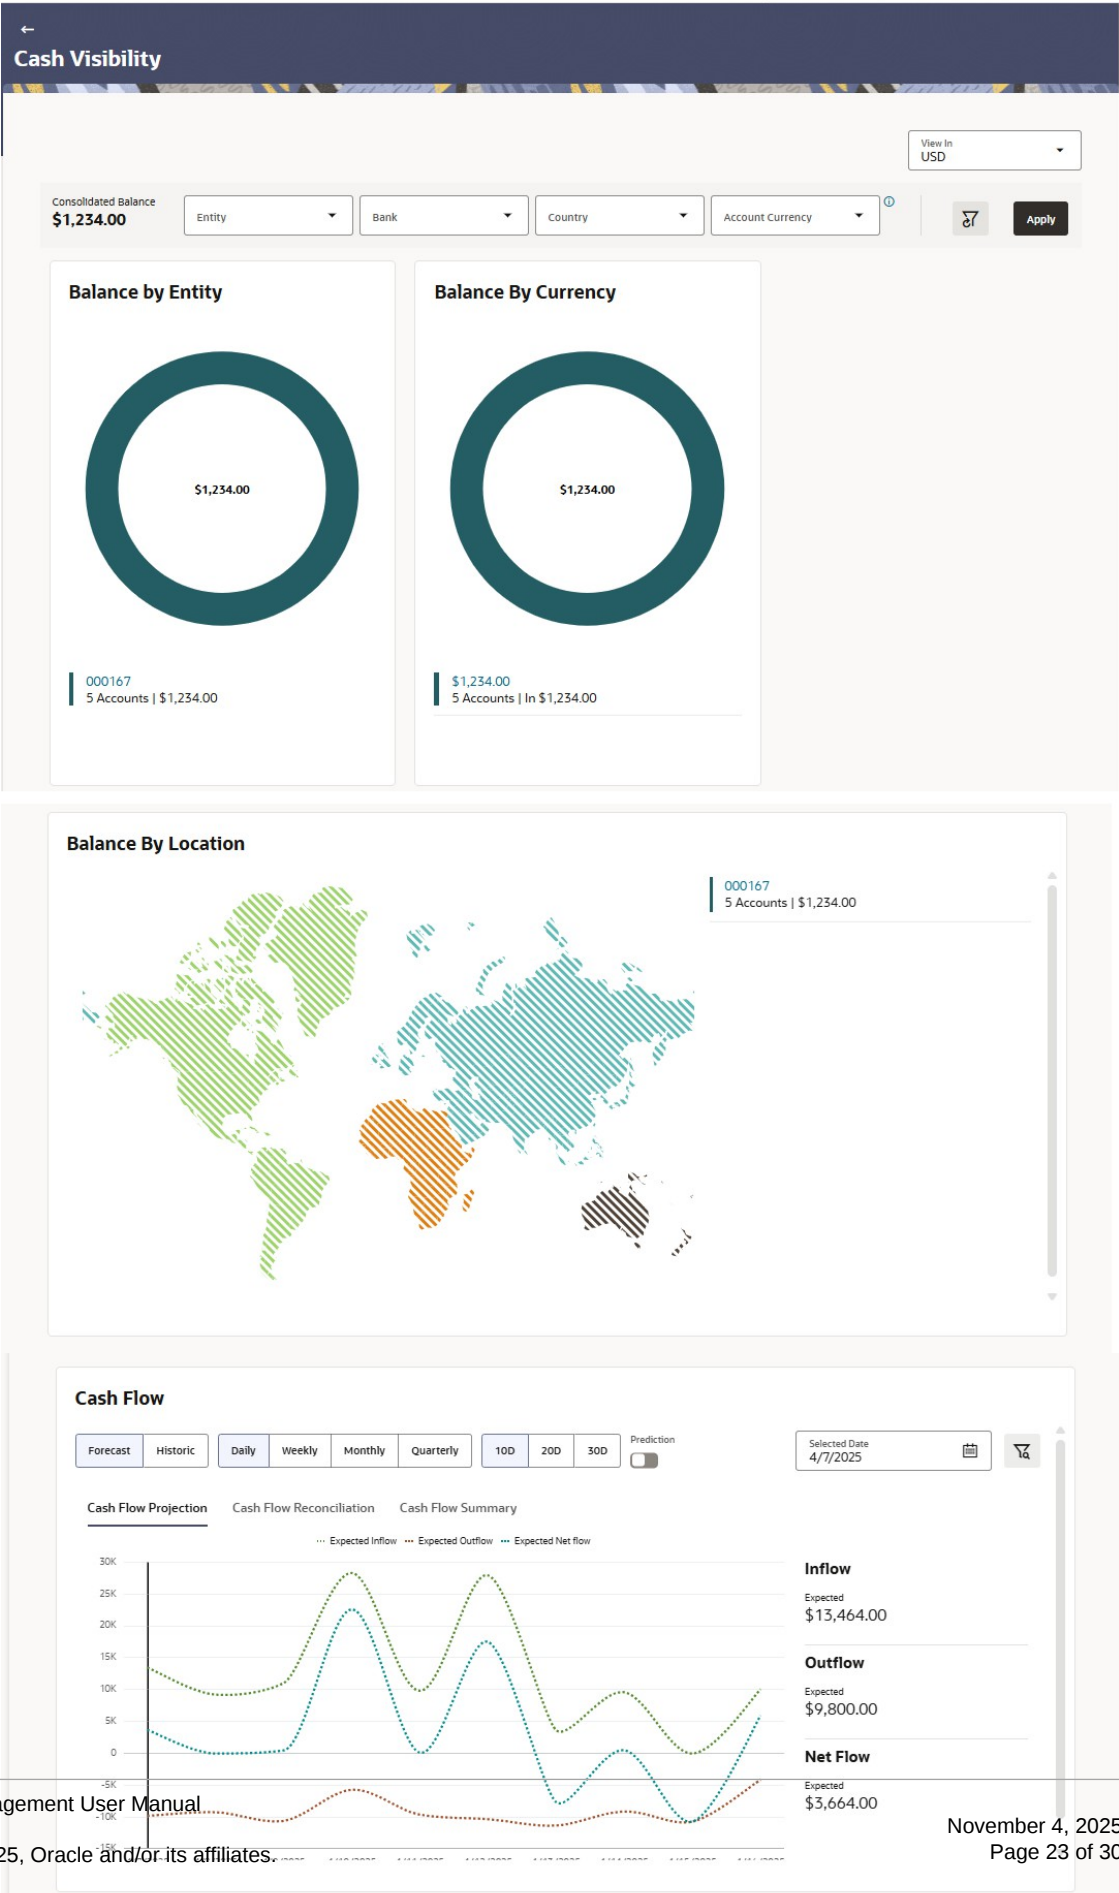 ←
Cash Visibility
View In
USD
Consolidated Balance
$1,234.00
Entity
Bank
Country
Account Currency
Apply
Balance by Entity
Balance By Currency
$1,234.00
$1,234.00
000167
5 Accounts | $1,234.00
$1,234.00
5 Accounts | In $1,234.00
Balance By Location
000167
5 Accounts | $1,234.00
Cash Flow
Forecast Historic Daily Weekly Monthly Quarterly 10D 20D 30D
Prediction
Selected Date
4/7/2025
Cash Flow Projection Cash Flow Reconciliation Cash Flow Summary
Expected Inflow Expected Outflow Expected Net flow
30K
25K
20K
15K
10K
5K
0
-5K
-10K
-15K
Inflow
Expected
$13,464.00
Outflow
Expected
$9,800.00
Net Flow
Expected
$3,664.00
agement User Manual
November 4, 2025
25, Oracle and/or its affiliates.
Page 23 of 30